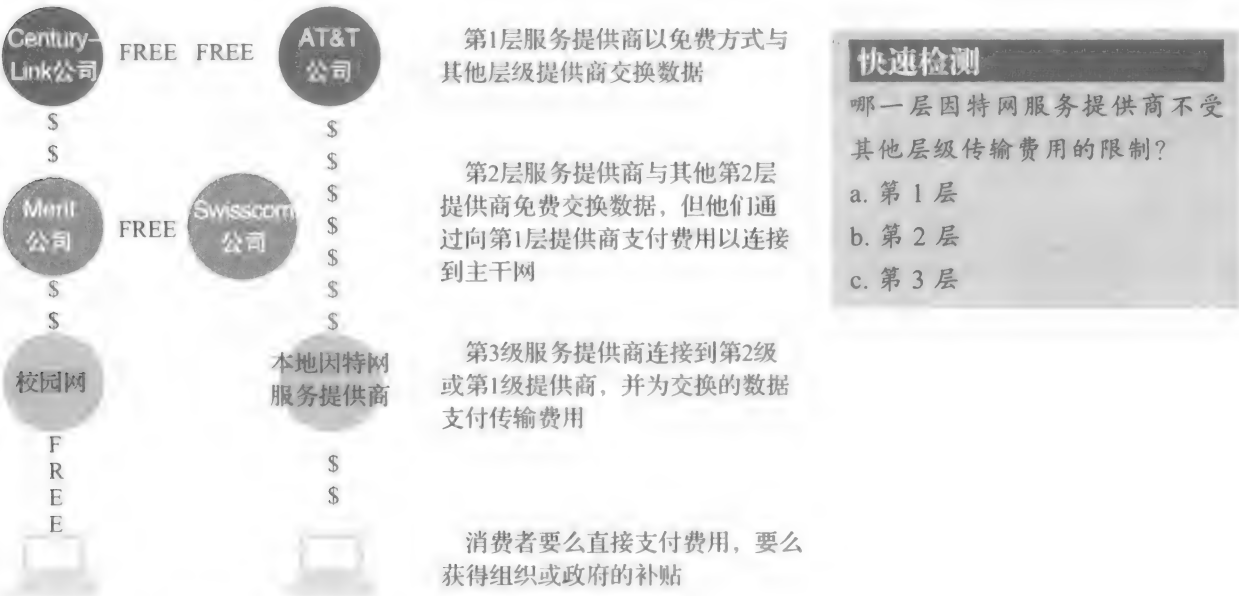 Century-
Link公司
FREE FREE
AT&T
公司
第1层服务提供商以免费方式与
其他层级提供商交换数据
$
$
$
$
$
$
$
$
$
Merit
公司
FREE
Swisscom
公司
第2层服务提供商与其他第2层
提供商免费交换数据，但他们通
过向第1层提供商支付费用以连接
到主干网
$
$
校园网
本地因特网
服务提供商
第3级服务提供商连接到第2级
或第1级提供商，并为交换的数据
支付传输费用
F
R
E
E
$
$
消费者要么直接支付费用，要么
获得组织或政府的补贴
快速检测
哪一层因特网服务提供商不受
其他层级传输费用的限制？
a. 第 1 层
b. 第 2 层
c. 第 3 层